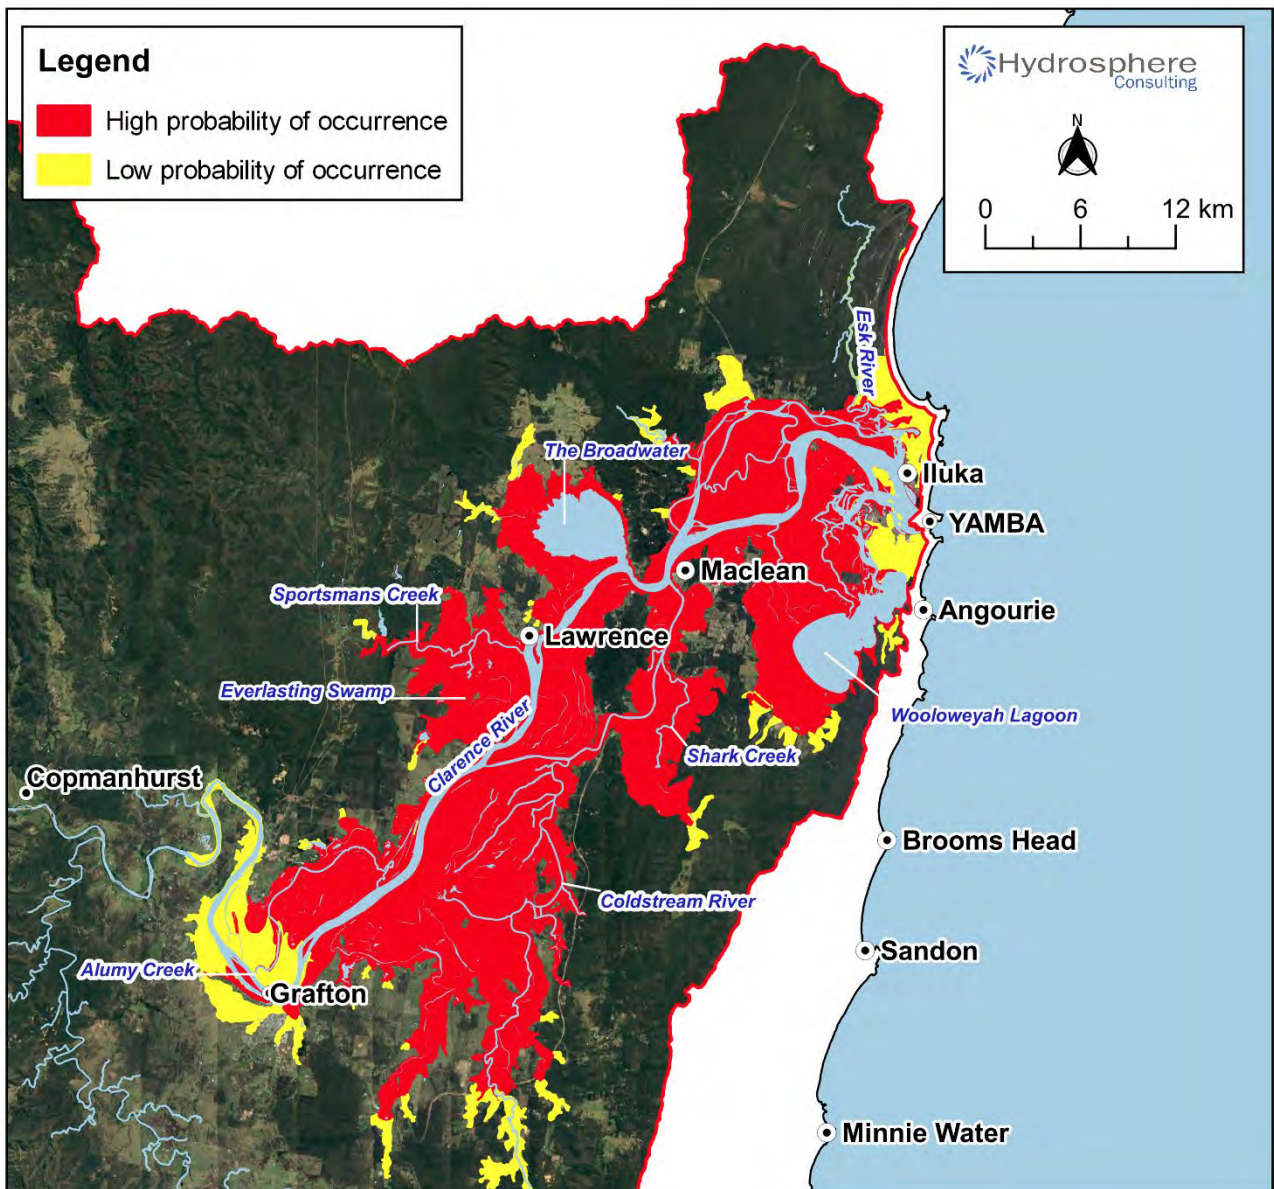 Legend
High probability of occurrence
Low probability of occurrence
Hydrosphere
Consulting
N
0 6 12 km
Esk River
The Broadwater
Iluka
YAMBA
Maclean
Sportsmans Creek
Angourie
Lawrence
Everlasting Swamp
Clarence River
Wooloweyah Lagoon
Shark Creek
Copmanhurst
Brooms Head
Coldstream River
Sandon
Alumy Creek
Grafton
Minnie Water